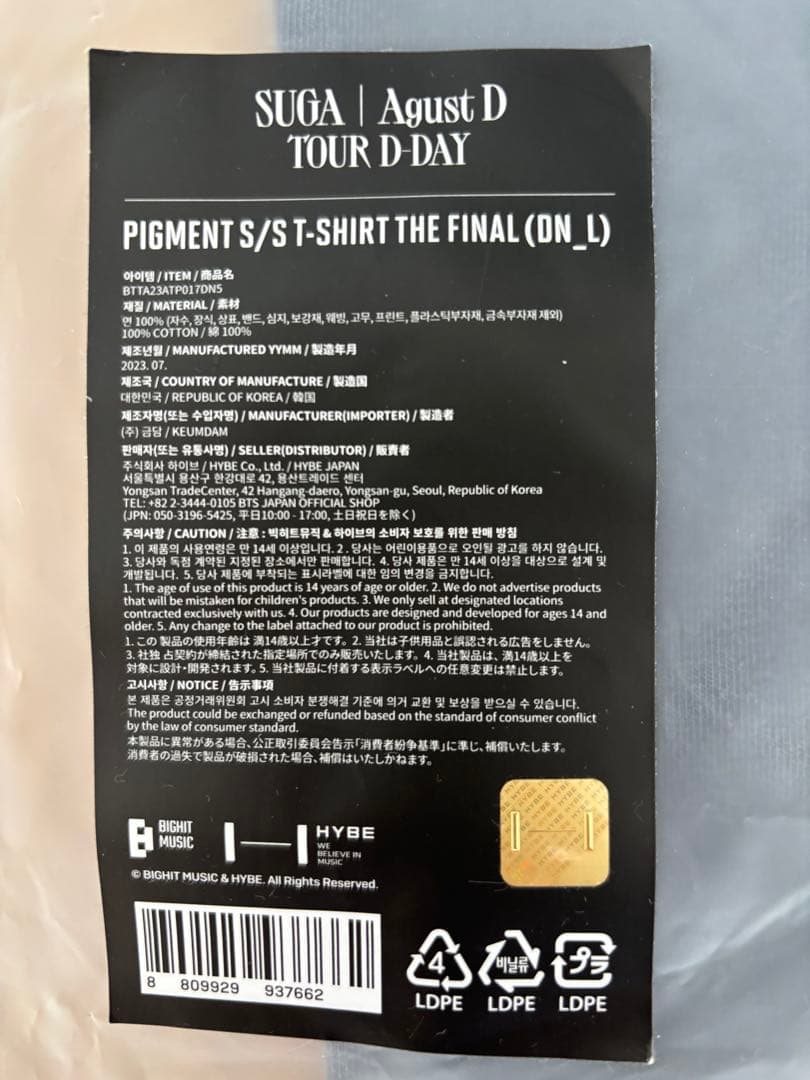 SUGA | Agust D
TOUR D-DAY
PIGMENT S/S T-SHIRT THE FINAL (DN_L)
아이템 / ITEM / 商品名
BTTA23ATP017DN5
재질 / MATERIAL / 素材
면 100% (자수, 장식, 상표, 밴드, 심지, 보강재, 웨빙, 고무, 프린트, 플라스틱부자재, 금속부자재 제외)
100% COTTON / 綿 100%
제조년월 / MANUFACTURED YYMM / 製造年月
2023. 07.
제조국 / COUNTRY OF MANUFACTURE / 製造国
대한민국 / REPUBLIC OF KOREA / 韓国
제조자명(또는 수입자명) / MANUFACTURER(IMPORTER) / 製造者
(주) 금담 / KEUMDAM
판매자(또는 유통사명) / SELLER(DISTRIBUTOR) / 販賣者
주식회사 하이브 / HYBE Co., Ltd. / HYBE JAPAN
서울특별시 용산구 한강대로 42, 용산트레이드 센터
Yongsan TradeCenter, 42 Hangang-daero, Yongsan-gu, Seoul, Republic of Korea
TEL: +82 2-3444-0105 BTS JAPAN OFFICIAL SHOP
(JPN: 050-3196-5425, 平日10:00 - 17:00, 土日祝日を除く)
주의사항 / CAUTION / 注意 : 빅히트뮤직 & 하이브의 소비자 보호를 위한 판매 방침
1. 이 제품의 사용연령은 만 14세 이상입니다. 2 . 당사는 어린이용품으로 오인될 광고를 하지 않습니다.
3. 당사와 독점 계약된 지정된 장소에서만 판매합니다. 4. 당사 제품은 만 14세 이상을 대상으로 설계 및
개발됩니다. 5. 당사 제품에 부착되는 표시라벨에 대한 임의 변경을 금지합니다.
1. The age of use of this product is 14 years of age or older. 2. We do not advertise products
that will be mistaken for children's products. 3. We only sell at designated locations
contracted exclusively with us. 4. Our products are designed and developed for ages 14 and
older. 5. Any change to the label attached to our product is prohibited.
1. この 製品の使用年齢は 満14歳以上才です。2. 当社は子供用品と誤認される広告をしません。
3. 社独 占契約が締結された指定場所でのみ販売いたします。4. 当社製品は、満14歳以上を
対象に設計・開発されます。5. 当社製品に付着する表示ラベルへの任意変更は禁止します。
고시사항 / NOTICE / 告示事項
본 제품은 공정거래위원회 고시 소비자 분쟁해결 기준에 의거 교환 및 보상을 받으실 수 있습니다.
The product could be exchanged or refunded based on the standard of consumer conflict
by the law of consumer standard.
本製品に異常がある場合、公正取引委員会告示「消費者紛争基準」に準じ、補償いたします。
消費者の過失で製品が破損された場合、補償はいたしかねます。
BIGHIT
MUSIC
HYBE
WE
BELIEVE IN
MUSIC
© BIGHIT MUSIC & HYBE. All Rights Reserved.
8 809929 937662
4
LDPE
비닐류
LDPE
プラ
LDPE